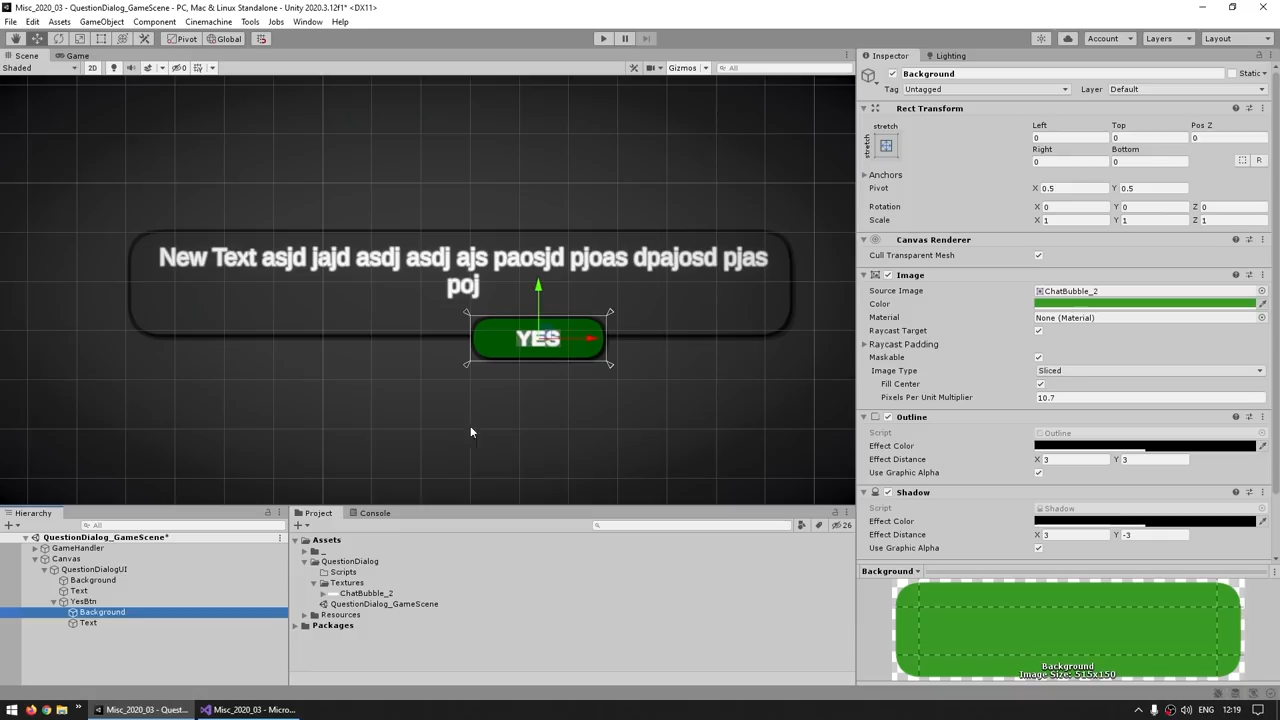 Misc_2020_03 - QuestionDialog_GameScene - PC, Mac & Linux Standalone - Unity 2020.3.12f1* <DX11>
File Edit Assets GameObject Component Cinemachine Tools Jobs Window Help
Pivot Global Account Layers Layout
Scene Game Inspector Lighting
Shaded 2D 0 Gizmos All
Background Static
Tag Untagged Layer Default
Rect Transform
stretch Left Top Pos Z
stretch 0 0 0
Right Bottom
0 0 R
Anchors
Pivot X 0.5 Y 0.5
Rotation X 0 Y 0 Z 0
Scale X 1 Y 1 Z 1
Canvas Renderer
Cull Transparent Mesh
Image
Source Image ChatBubble_2
Color
Material None (Material)
Raycast Target
Raycast Padding
Maskable
Image Type Sliced
Fill Center
Pixels Per Unit Multiplier 10.7
Outline
Script Outline
Effect Color
Effect Distance X 3 Y 3
Use Graphic Alpha
Shadow
Script Shadow
Effect Color
Effect Distance X 3 Y -3
Use Graphic Alpha
Background
Background
Image Size: 515x150
New Text asjd jajd asdj asdj ajs paosjd pjoas dpajosd pjas
poj
YES
Hierarchy
All
QuestionDialog_GameScene*
GameHandler
Canvas
QuestionDialogUI
Background
Text
YesBtn
Background
Text
Project Console
26
Assets
_
QuestionDialog
Scripts
Textures
ChatBubble_2
QuestionDialog_GameScene
Resources
Packages
>> Misc_2020_03 - Quest... Misc_2020_03 - Micro... ENG 12:19